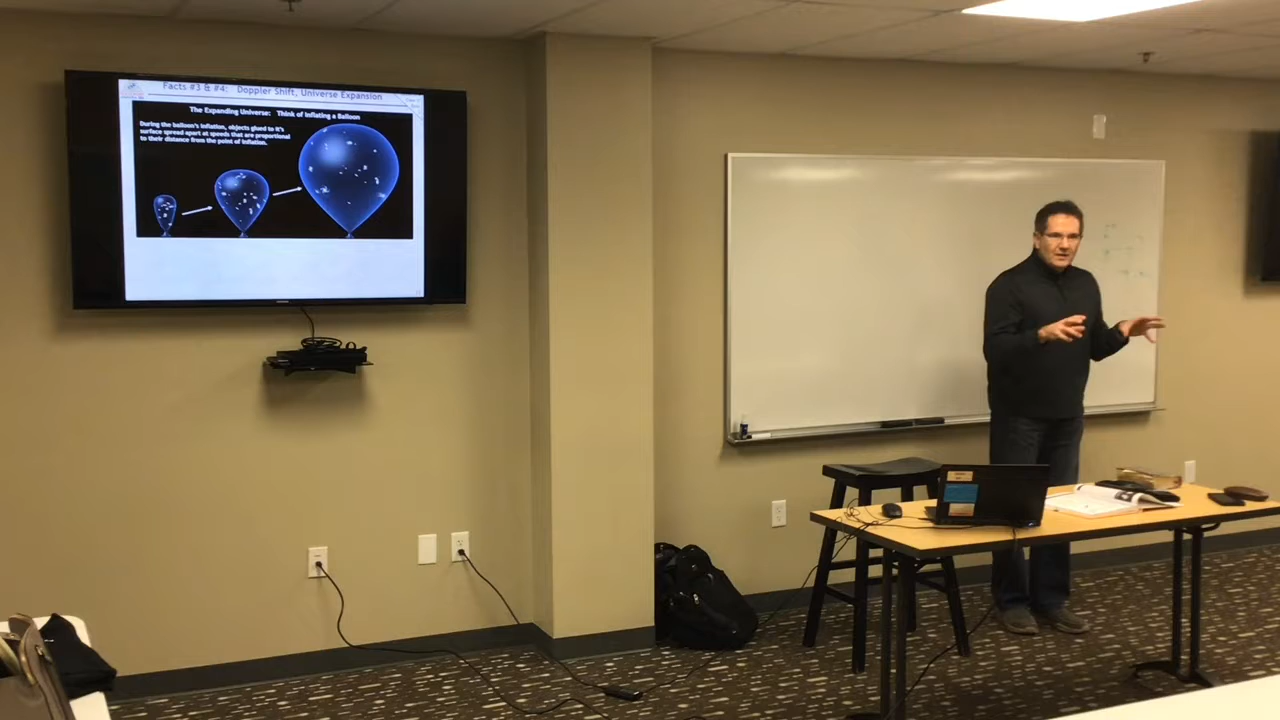 Facts #3 & #4: Doppler Shift, Universe Expansion
The Expanding Universe: Think of Inflating a Balloon
During the balloon's inflation, objects glued to it's
surface spread apart at speeds that are proportional
to their distance from the point of inflation.